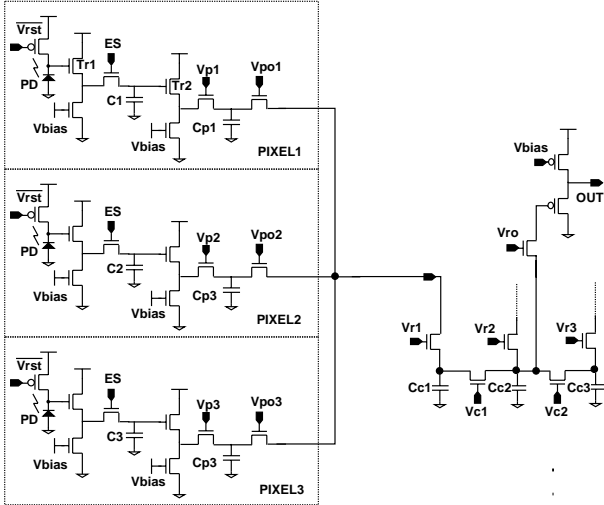 Vrst
ES
Tr1
Vp1
Vpo1
Tr2
PD
C1
Cp1
Vbias
Vbias
PIXEL1
Vrst
ES
Vp2
Vpo2
PD
C2
Cp3
Vbias
Vbias
PIXEL2
Vrst
ES
Vp3
Vpo3
PD
C3
Cp3
Vbias
Vbias
PIXEL3
Vbias
OUT
Vro
Vr1
Vr2
Vr3
Cc1
Cc2
Cc3
Vc1
Vc2